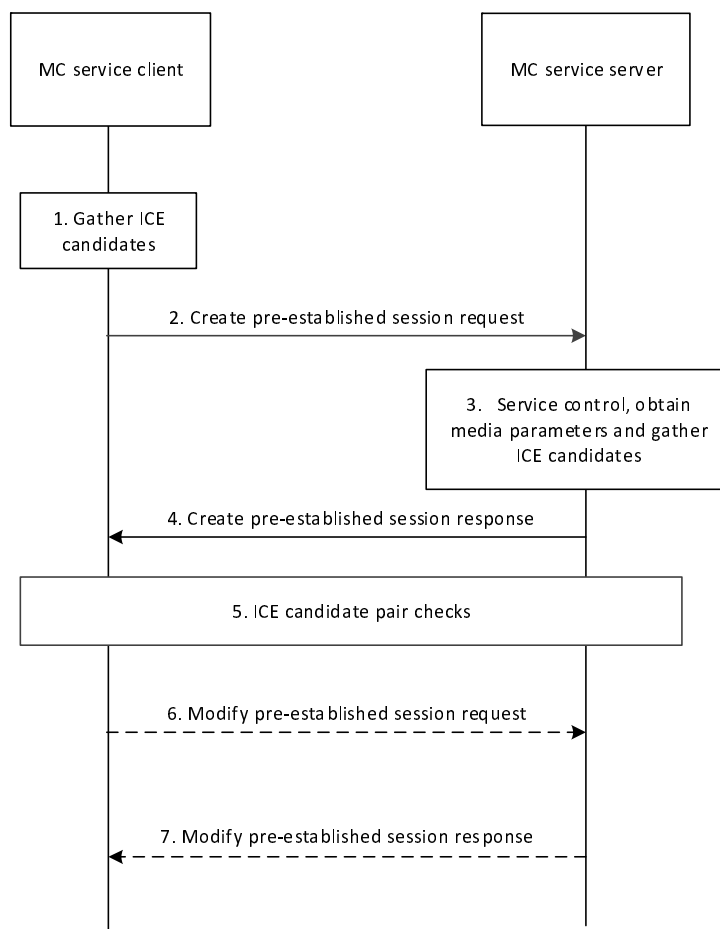 MC service client
MC service server
1. Gather ICE
candidates
2. Create pre-established session request
3. Service control, obtain
media parameters and gather
ICE candidates
4. Create pre-established session response
5. ICE candidate pair checks
6. Modify pre-established session request
7. Modify pre-established session response